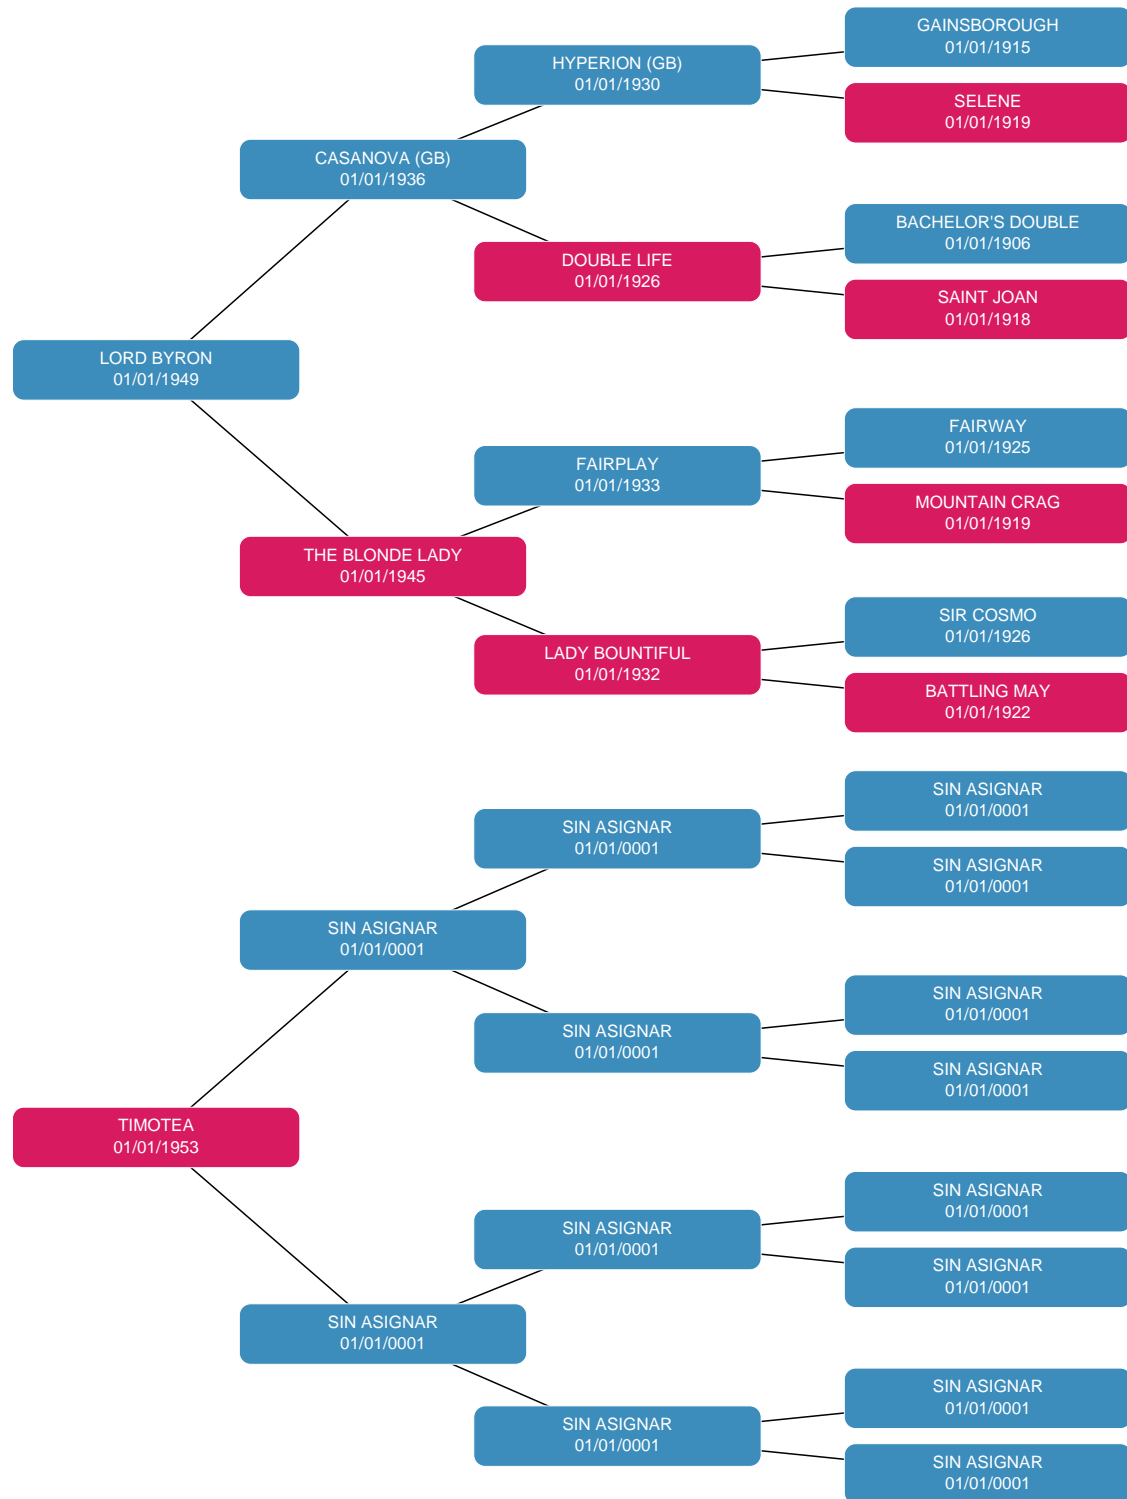 GAINSBOROUGH
01/01/1915
HYPERION (GB)
01/01/1930
SELENE
01/01/1919
CASANOVA (GB)
01/01/1936
BACHELOR'S DOUBLE
01/01/1906
DOUBLE LIFE
01/01/1926
SAINT JOAN
01/01/1918
LORD BYRON
01/01/1949
FAIRWAY
01/01/1925
FAIRPLAY
01/01/1933
MOUNTAIN CRAG
01/01/1919
THE BLONDE LADY
01/01/1945
SIR COSMO
01/01/1926
LADY BOUNTIFUL
01/01/1932
BATTLING MAY
01/01/1922
SIN ASIGNAR
01/01/0001
SIN ASIGNAR
01/01/0001
SIN ASIGNAR
01/01/0001
SIN ASIGNAR
01/01/0001
SIN ASIGNAR
01/01/0001
SIN ASIGNAR
01/01/0001
SIN ASIGNAR
01/01/0001
TIMOTEA
01/01/1953
SIN ASIGNAR
01/01/0001
SIN ASIGNAR
01/01/0001
SIN ASIGNAR
01/01/0001
SIN ASIGNAR
01/01/0001
SIN ASIGNAR
01/01/0001
SIN ASIGNAR
01/01/0001
SIN ASIGNAR
01/01/0001